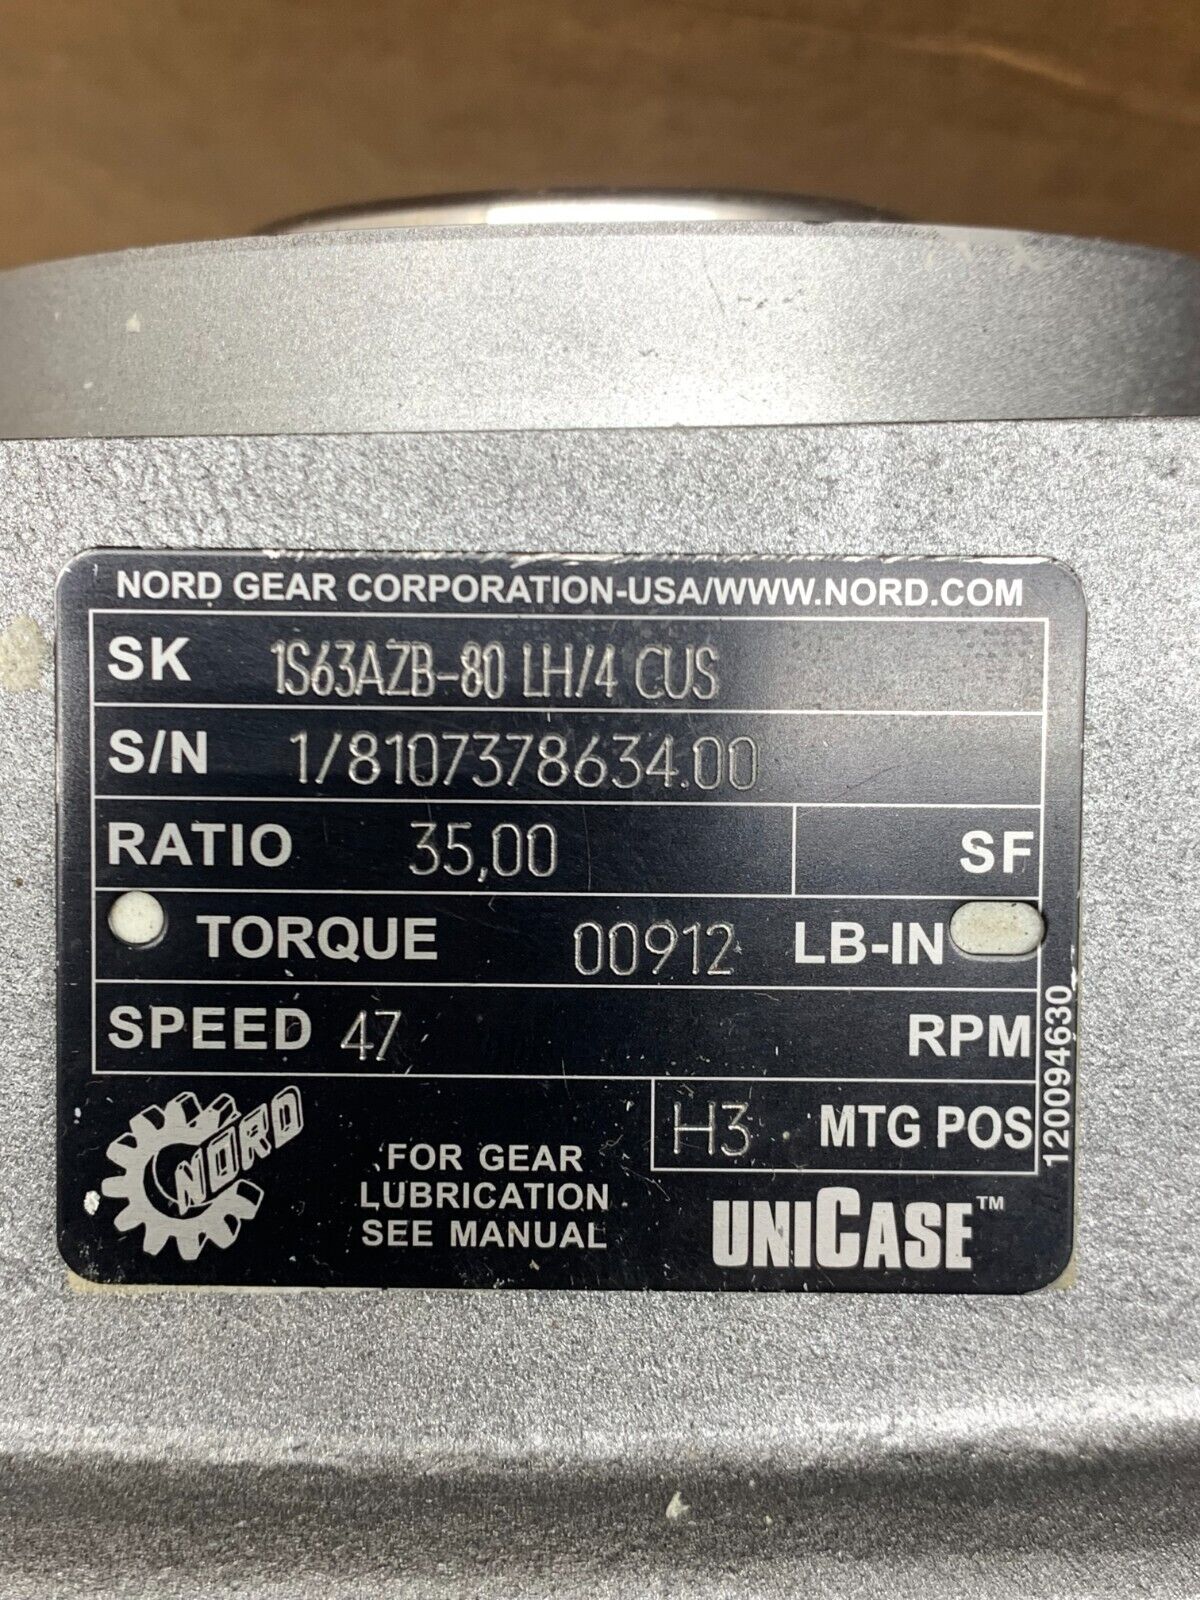 NORD GEAR CORPORATION-USA/WWW.NORD.COM
SK 1S63AZB-80 LH/4 CUS
S/N 1/8107378634.00
RATIO 35,00 SF
TORQUE 00912 LB-IN
SPEED 47 RPM
H3 MTG POS
120094630
NORD
FOR GEAR
LUBRICATION
SEE MANUAL
UNICASE™